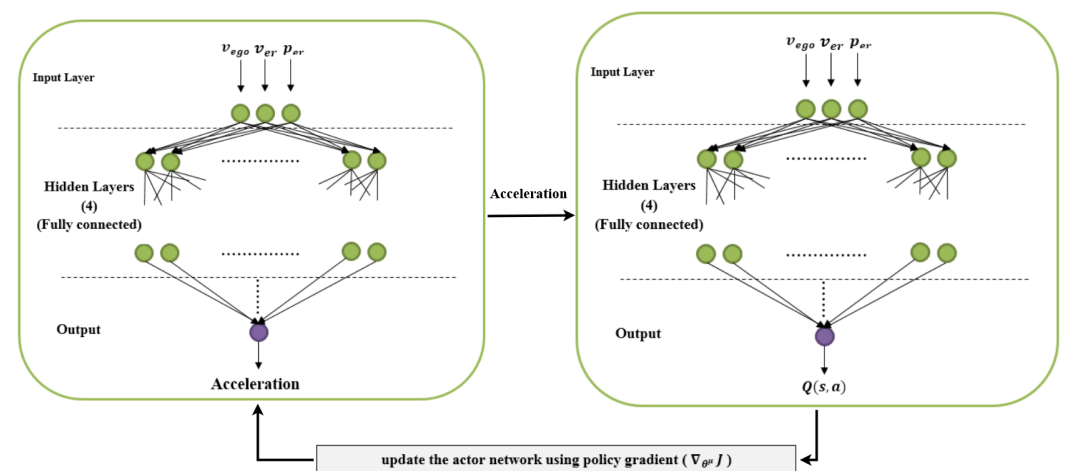 v_ego v_er p_er
Input Layer
Hidden Layers
(4)
(Fully connected)
Output
Acceleration
Acceleration
v_ego v_er p_er
Input Layer
Hidden Layers
(4)
(Fully connected)
Output
Q(s,a)
update the actor network using policy gradient ( ∇_θ^μ J )